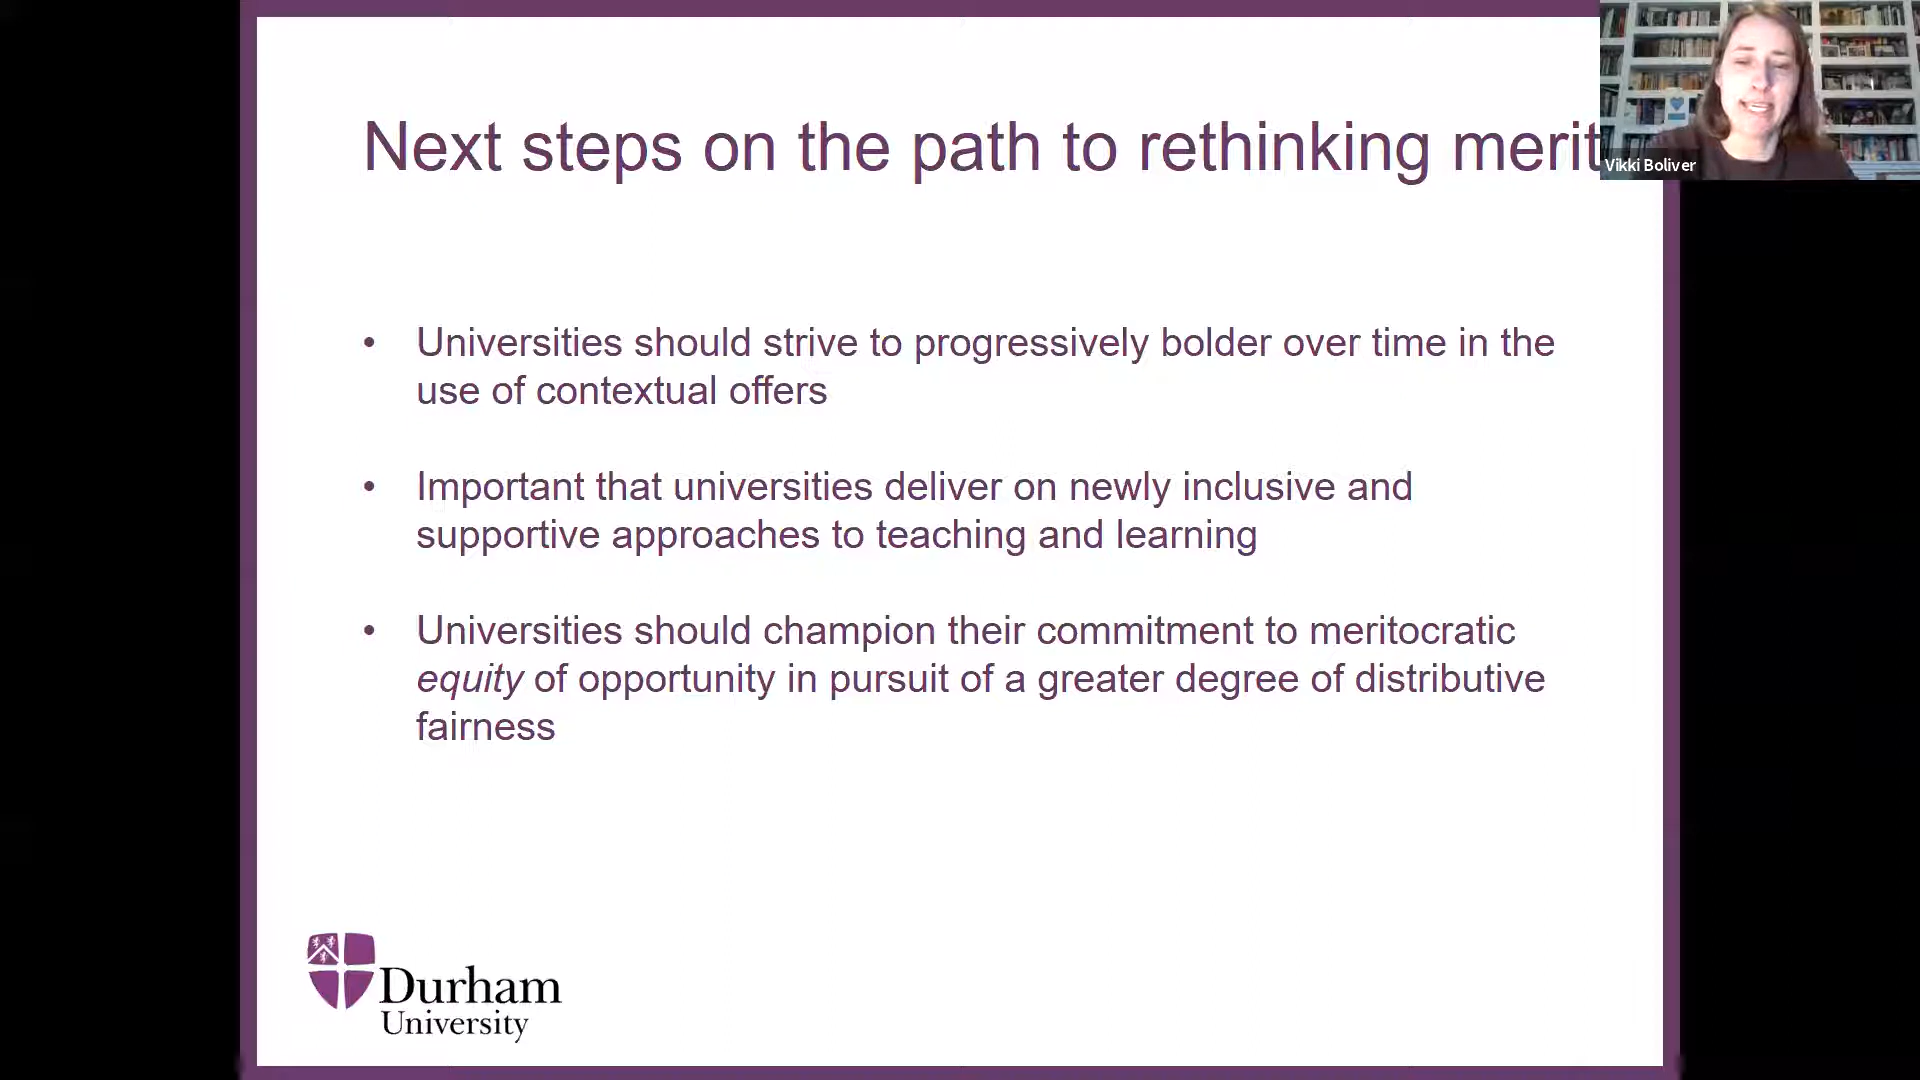 Next steps on the path to rethinking merit
Vikki Boliver
• Universities should strive to progressively bolder over time in the
use of contextual offers
• Important that universities deliver on newly inclusive and
supportive approaches to teaching and learning
• Universities should champion their commitment to meritocratic
equity of opportunity in pursuit of a greater degree of distributive
fairness
Durham
University